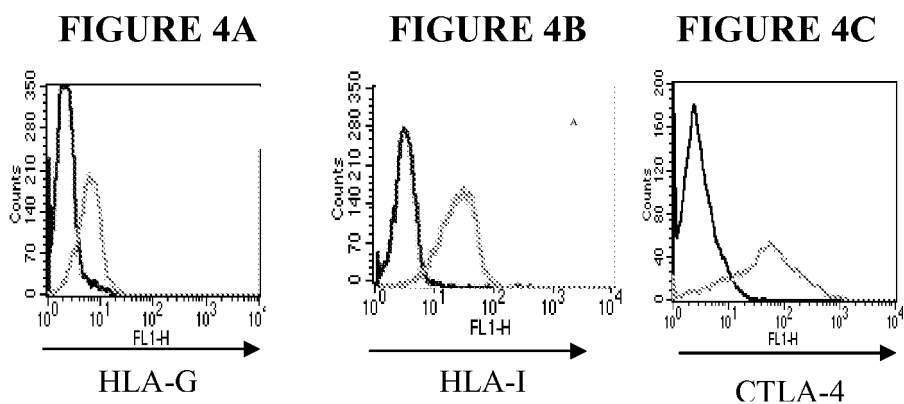 FIGURE 4A
FIGURE 4B
FIGURE 4C
350
280
210
140
70
0
Counts
10^0 10^1 10^2 10^3 10^4
FL1-H
HLA-G
350
280
210
140
70
0
Counts
A
10^0 10^1 10^2 10^3 10^4
FL1-H
HLA-I
200
160
120
80
40
0
Counts
10^0 10^1 10^2 10^3 10^4
FL1-H
CTLA-4